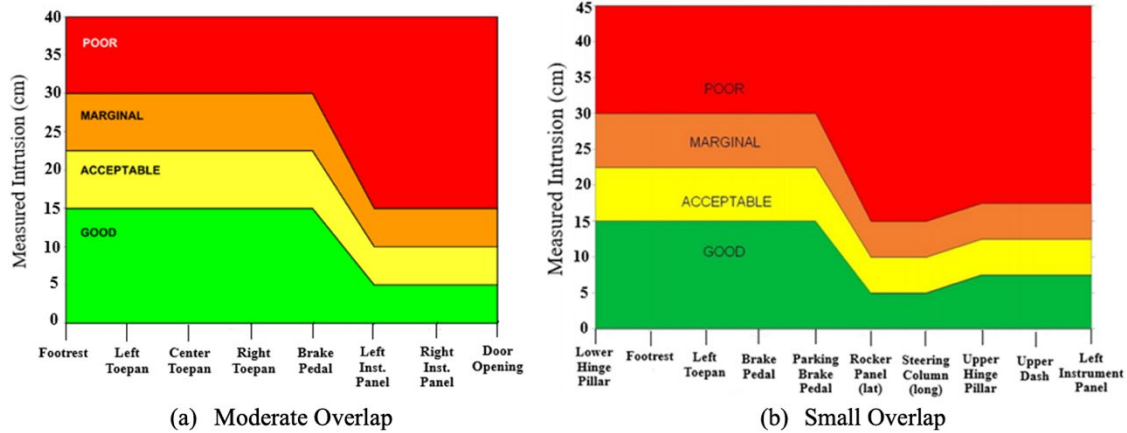 Measured Intrusion (cm)
40
35
30
25
20
15
10
5
0
POOR
MARGINAL
ACCEPTABLE
GOOD
Footrest
Left
Toepan
Center
Toepan
Right
Toepan
Brake
Pedal
Left
Inst.
Panel
Right
Inst.
Panel
Door
Opening
(a) Moderate Overlap
Measured Intrusion (cm)
45
40
35
30
25
20
15
10
5
0
POOR
MARGINAL
ACCEPTABLE
GOOD
Lower
Hinge
Pillar
Footrest
Left
Toepan
Brake
Pedal
Parking
Brake
Pedal
Rocker
Panel
(lat)
Steering
Column
(long)
Upper
Hinge
Pillar
Upper
Dash
Left
Instrument
Panel
(b) Small Overlap